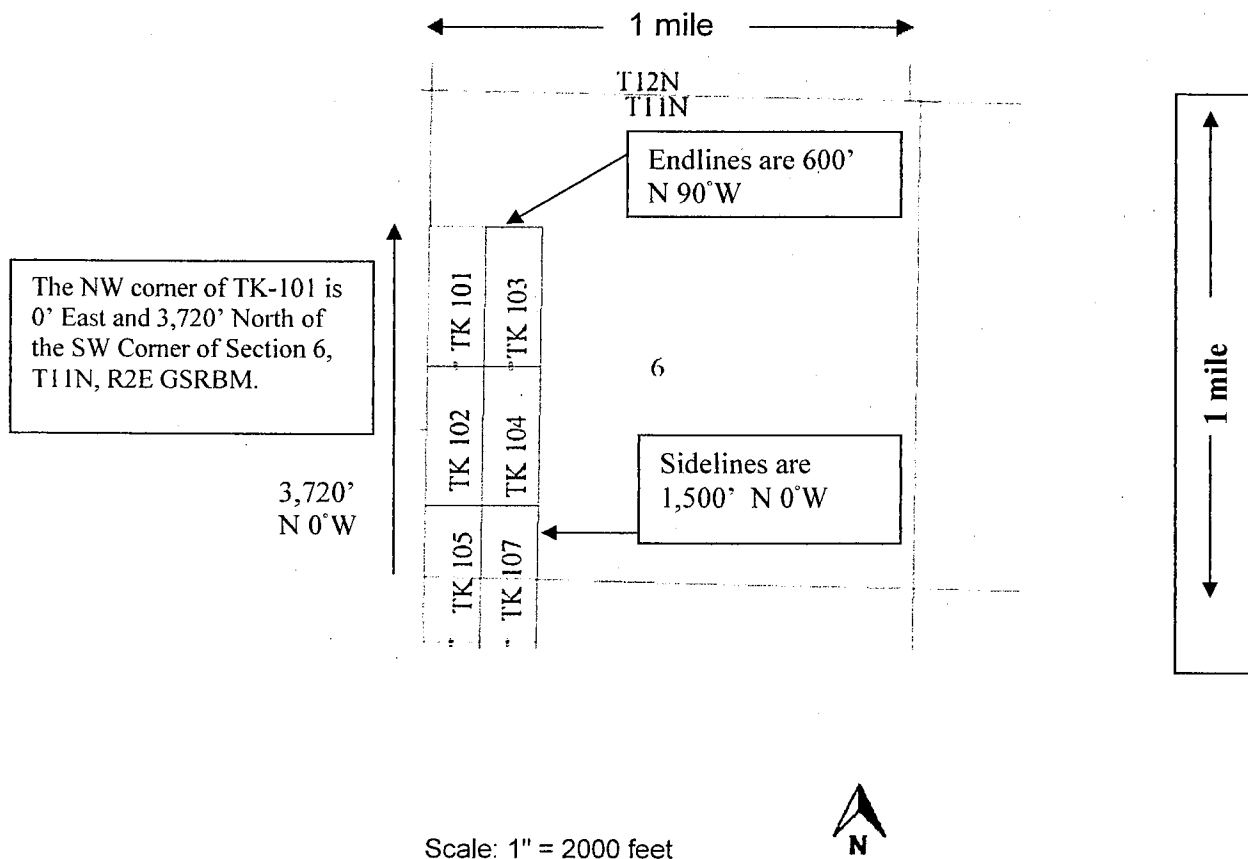 1 mile
T12N
T11N
Endlines are 600'
N 90°W
The NW corner of TK-101 is
0' East and 3,720' North of
the SW Corner of Section 6,
T11N, R2E GSRBM.
TK 101
TK 103
6
1 mile
TK 102
TK 104
Sidelines are
1,500' N 0°W
3,720'
N 0°W
TK 105
TK 107
Scale: 1" = 2000 feet
N